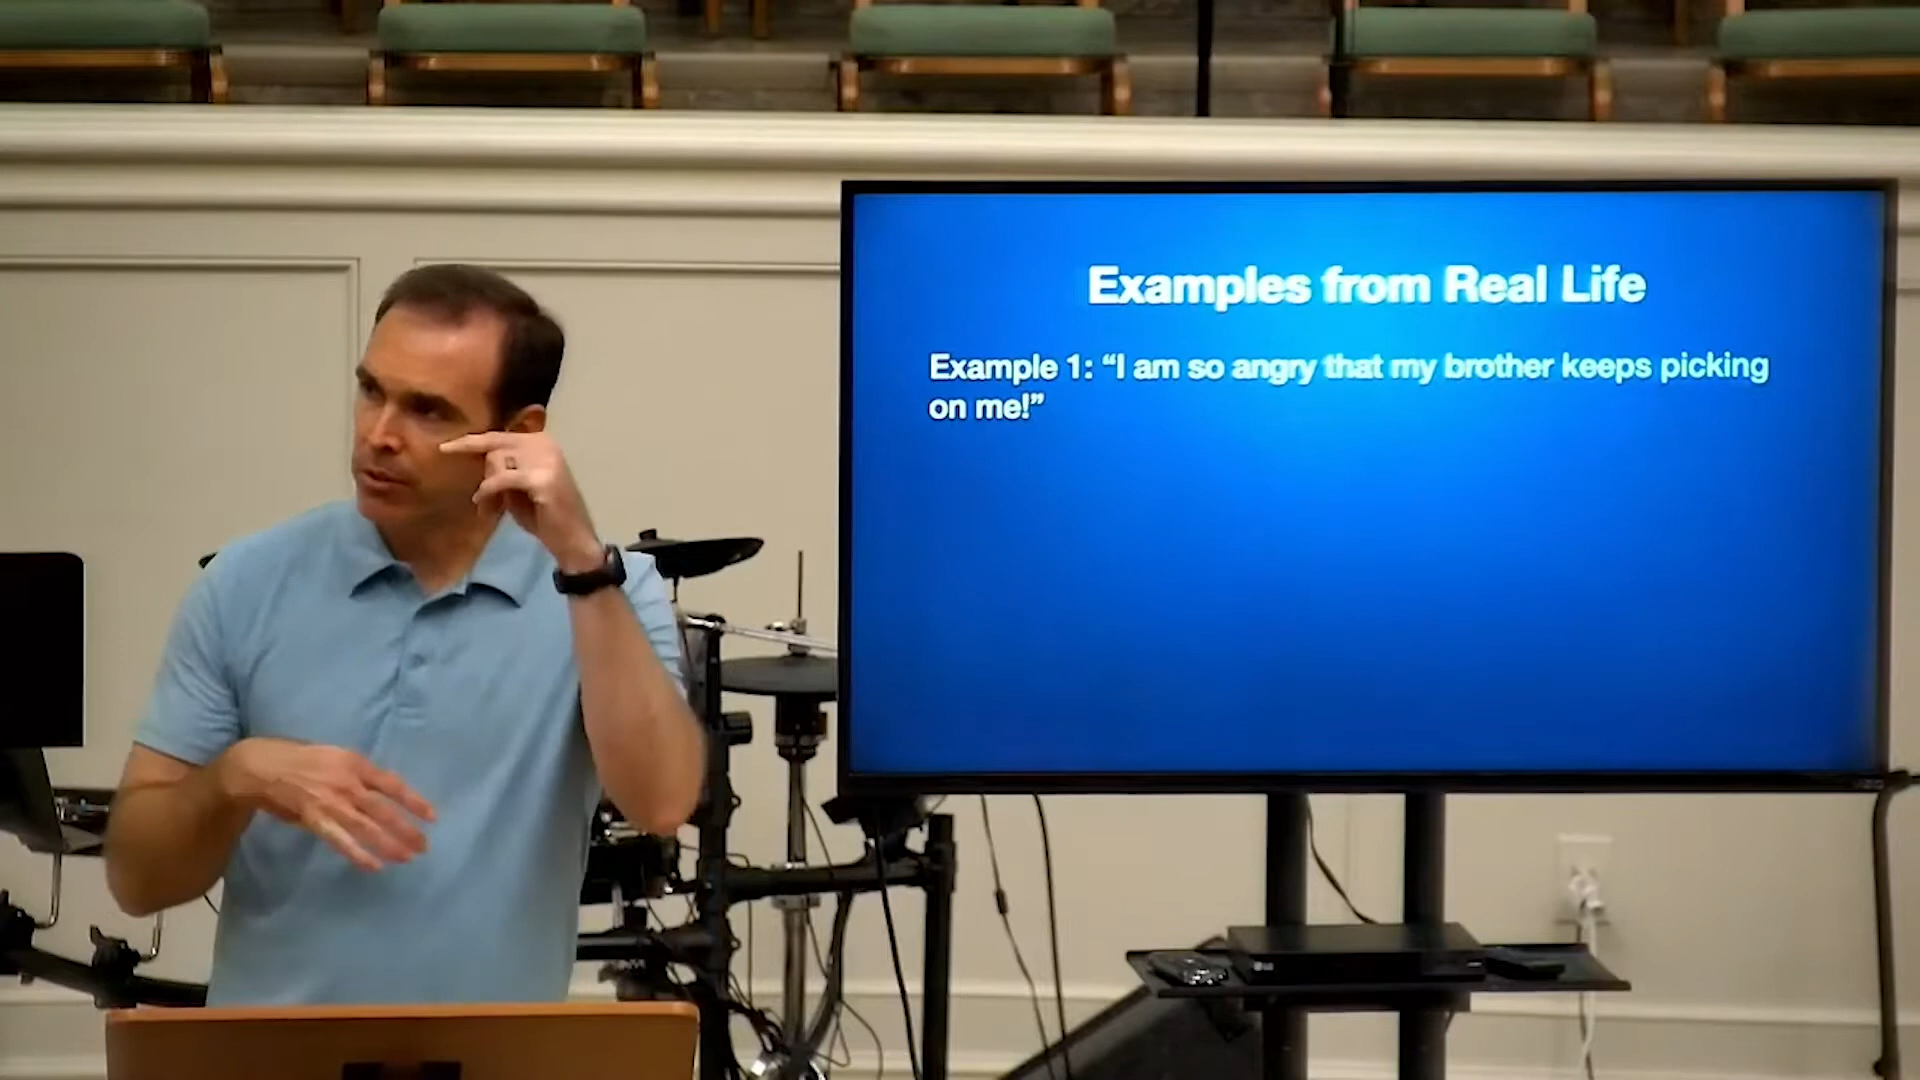 Examples from Real Life
Example 1: “I am so angry that my brother keeps picking
on me!”